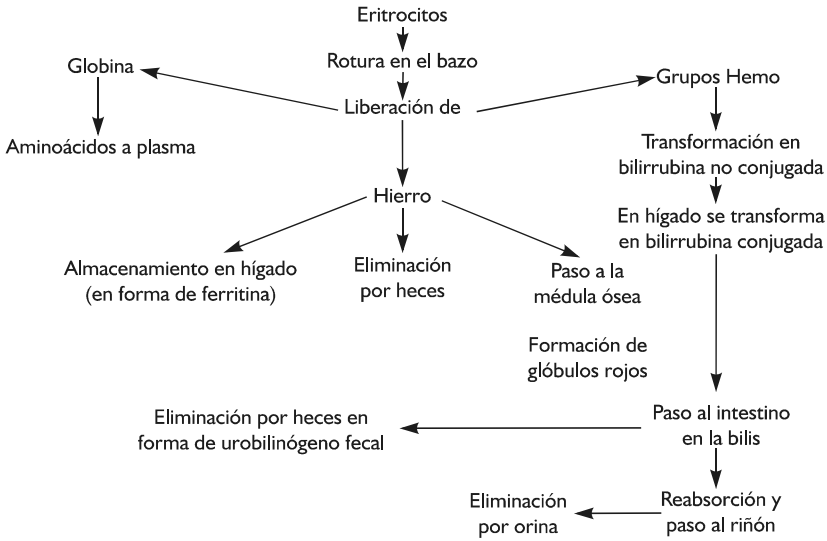 Eritrocitos
Rotura en el bazo
Globina
Liberación de
Grupos Hemo
Aminoácidos a plasma
Transformación en
bilirrubina no conjugada
Hierro
En hígado se transforma
en bilirrubina conjugada
Almacenamiento en hígado
(en forma de ferritina)
Eliminación
por heces
Paso a la
médula ósea
Formación de
glóbulos rojos
Paso al intestino
en la bilis
Eliminación por heces en
forma de urobilinógeno fecal
Reabsorción y
paso al riñón
Eliminación
por orina